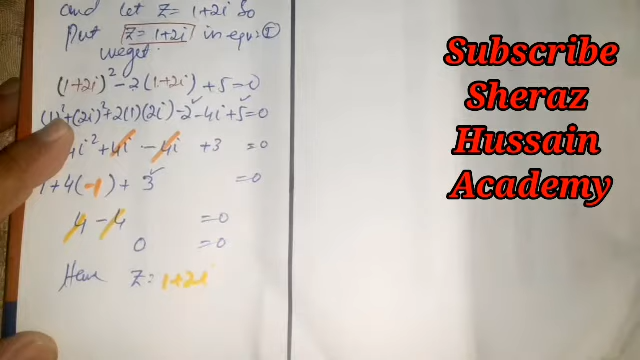 and let Z = 1+2i So
Put Z = 1+2i in equ: I
we get.
(1+2i)² - 2(1+2i) + 5 = 0
(1)² + (2i)² + 2(1)(2i) - 2 - 4i + 5 = 0
4i² + 4i - 4i + 3 = 0
1 + 4(-1) + 3 = 0
4 - 4 = 0
0 = 0
Z = 1+2i
Subscribe
Sheraz
Hussain
Academy